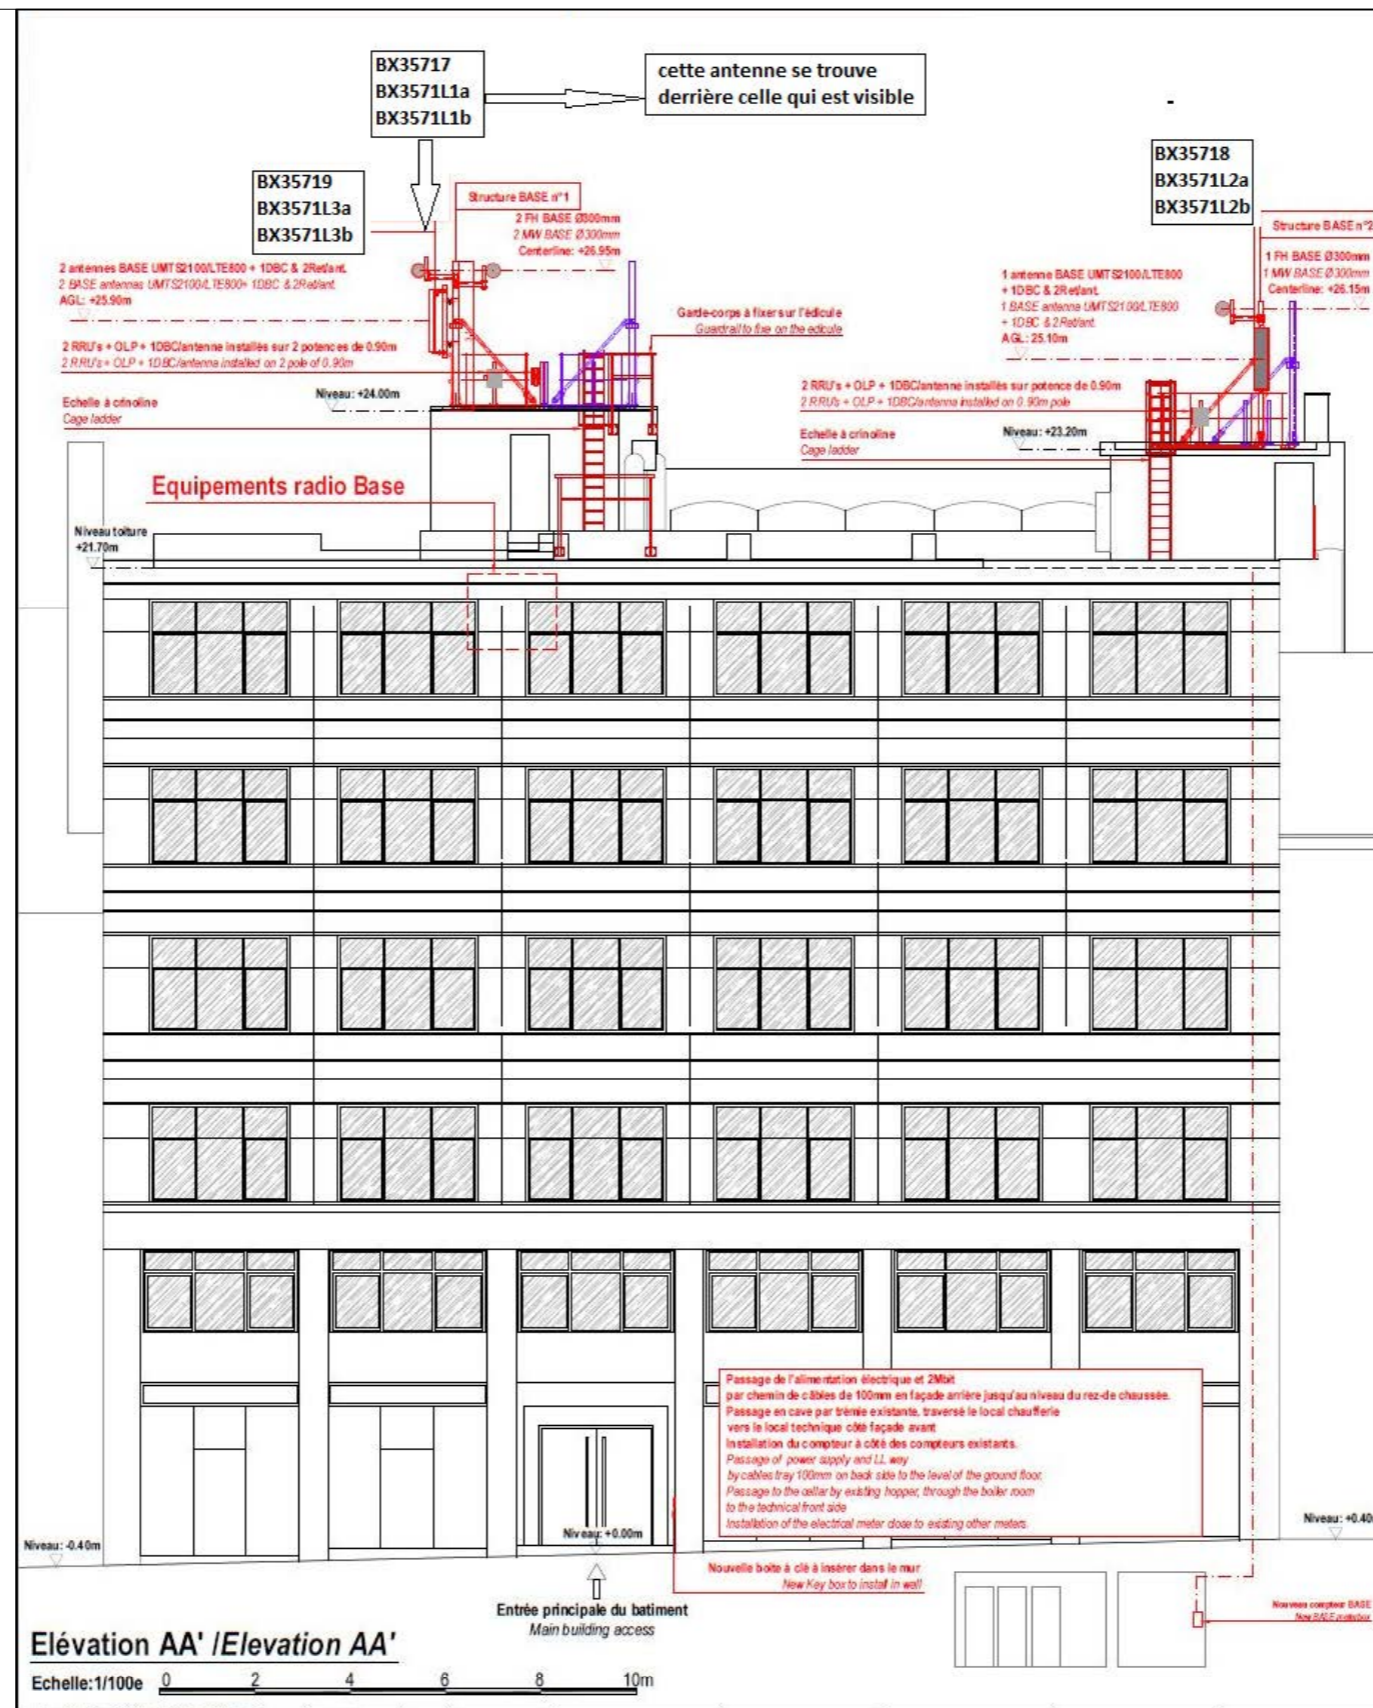 BX35717
BX3571L1a
BX3571L1b
cette antenne se trouve
derrière celle qui est visible
BX35719
BX3571L3a
BX3571L3b
BX35718
BX3571L2a
BX3571L2b
Structure BASE n°1
2 FH BASE Ø300mm
2 MW BASE Ø300mm
Centerline: +26.95m
Structure BASE n°2
1 FH BASE Ø300mm
1 MW BASE Ø300mm
Centerline: +26.15m
2 antennes BASE UMTS2100/LTE800 + 1DBC & 2Ret/ant.
2 BASE antennas UMTS2100/LTE800+ 1DBC & 2Ret/ant
AGL: +25.90m
1 antenne BASE UMTS2100/LTE800
+ 1DBC & 2Ret/ant.
1 BASE antenna UMTS2100/LTE800
+ 1DBC & 2Ret/ant.
AGL: 25.10m
Garde-corps à fixer sur l'édicule
Guardrail to fixe on the edicule
2 RRU's + OLP + 1DBC/antenne installés sur 2 potences de 0.90m
2 RRU's + OLP + 1DBC/antenna installed on 2 pole of 0.90m
Niveau: +24.00m
Echelle à crinoline
Cage ladder
2 RRU's + OLP + 1DBC/antenne installés sur potence de 0.90m
2 RRU's + OLP + 1DBC/antenna installed on 0.90m pole
Echelle à crinoline
Cage ladder
Niveau: +23.20m
Equipements radio Base
Niveau toiture
+21.70m
Passage de l'alimentation électrique et 2Mbit
par chemin de câbles de 100mm en façade arrière jusqu'au niveau du rez-de chaussée.
Passage en cave par trémie existante, traversé le local chaufferie
vers le local technique côté façade avant
Installation du compteur à côté des compteurs existants.
Passage of power supply and LL way
by cables tray 100mm on back side to the level of the ground floor.
Passage to the cellar by existing hopper, through the boiler room
to the technical front side
Installation of the electrical meter close to existing other meters.
Niveau: -0.40m
Niveau: +0.00m
Niveau: +0.40m
Nouvelle boite à clé à insérer dans le mur
New Key box to install in wall
Entrée principale du batiment
Main building access
Nouveau compteur BASE
New BASE
Elévation AA' /Elevation AA'
Echelle:1/100e 0 2 4 6 8 10m